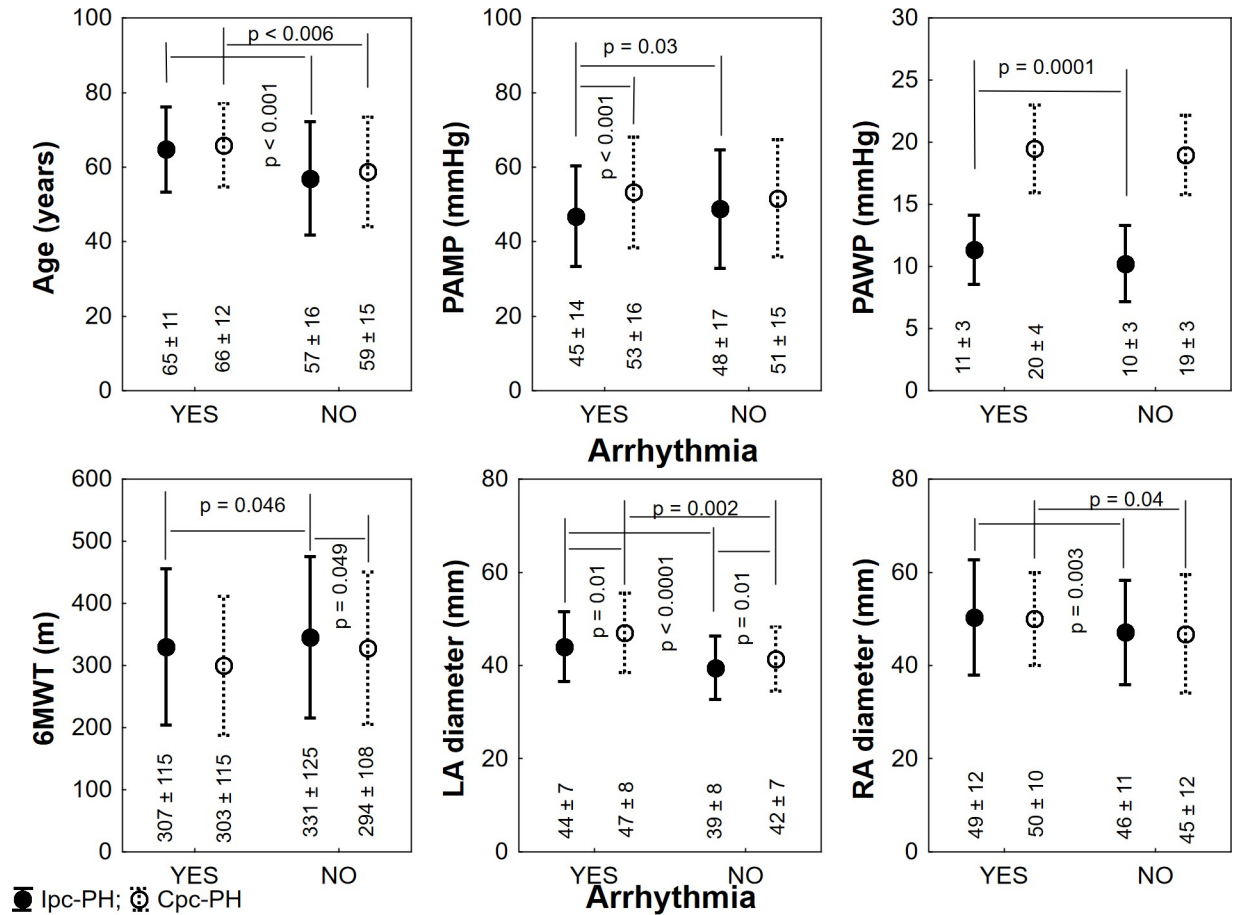 100
80
60
40
20
0
Age (years)
p < 0.006
p < 0.001
65 ± 11
66 ± 12
57 ± 16
59 ± 15
YES
NO
100
80
60
40
20
0
PAMP (mmHg)
p = 0.03
p < 0.001
45 ± 14
53 ± 16
48 ± 17
51 ± 15
YES
NO
30
25
20
15
10
5
0
PAWP (mmHg)
p = 0.0001
11 ± 3
20 ± 4
10 ± 3
19 ± 3
YES
NO
Arrhythmia
600
500
400
300
200
100
0
6MWT (m)
p = 0.046
p = 0.049
307 ± 115
303 ± 115
331 ± 125
294 ± 108
YES
NO
80
60
40
20
0
LA diameter (mm)
p = 0.002
p = 0.01
p < 0.0001
p = 0.01
44 ± 7
47 ± 8
39 ± 8
42 ± 7
YES
NO
80
60
40
20
0
RA diameter (mm)
p = 0.04
p = 0.003
49 ± 12
50 ± 10
46 ± 11
45 ± 12
YES
NO
Arrhythmia
Ipc-PH; Cpc-PH